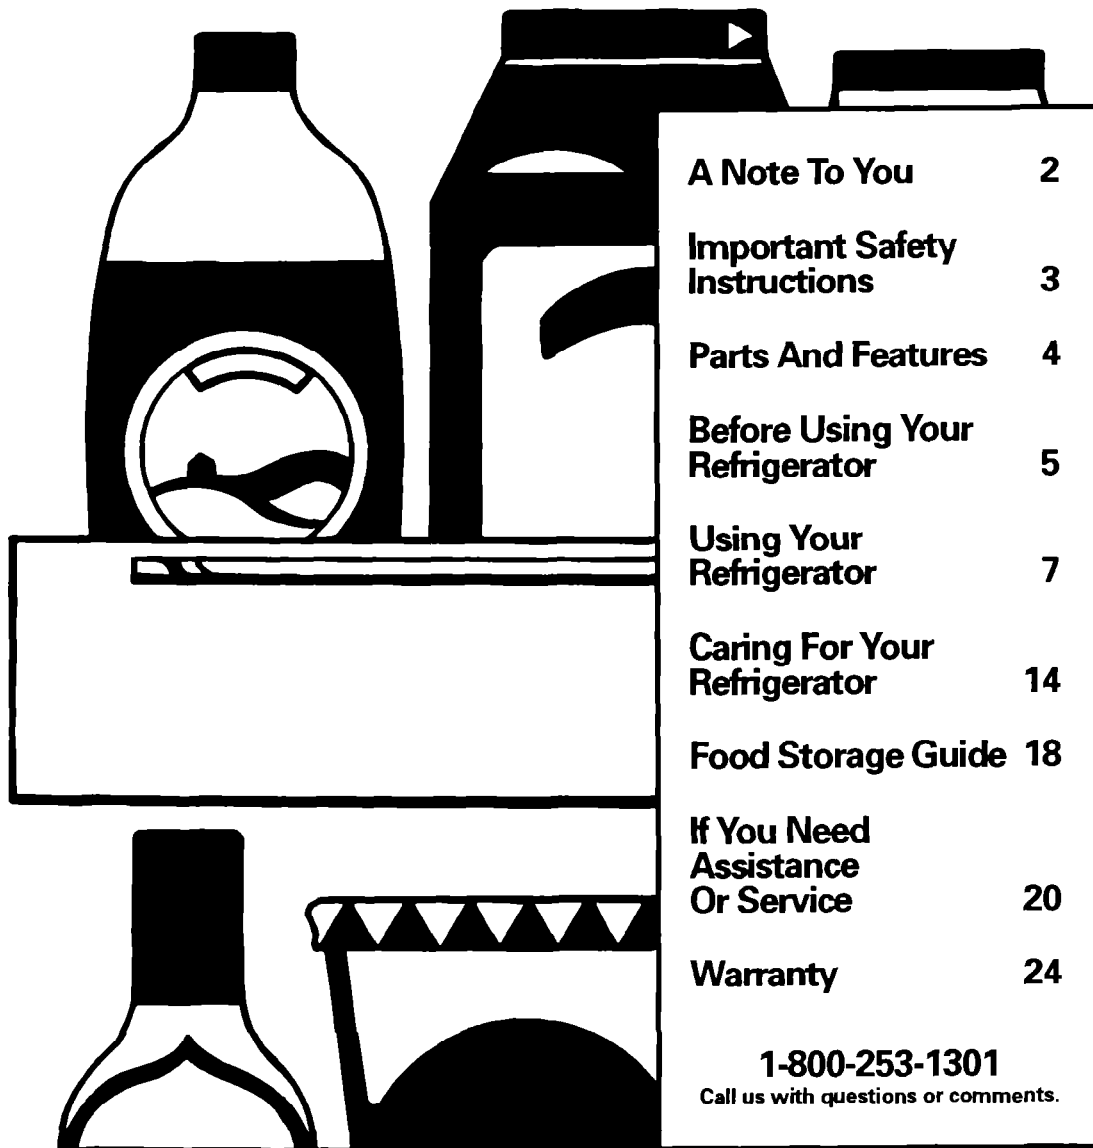 A Note To You 2
Important Safety
Instructions 3
Parts And Features 4
Before Using Your
Refrigerator 5
Using Your
Refrigerator 7
Caring For Your
Refrigerator 14
Food Storage Guide 18
If You Need
Assistance
Or Service 20
Warranty 24
1-800-253-1301
Call us with questions or comments.